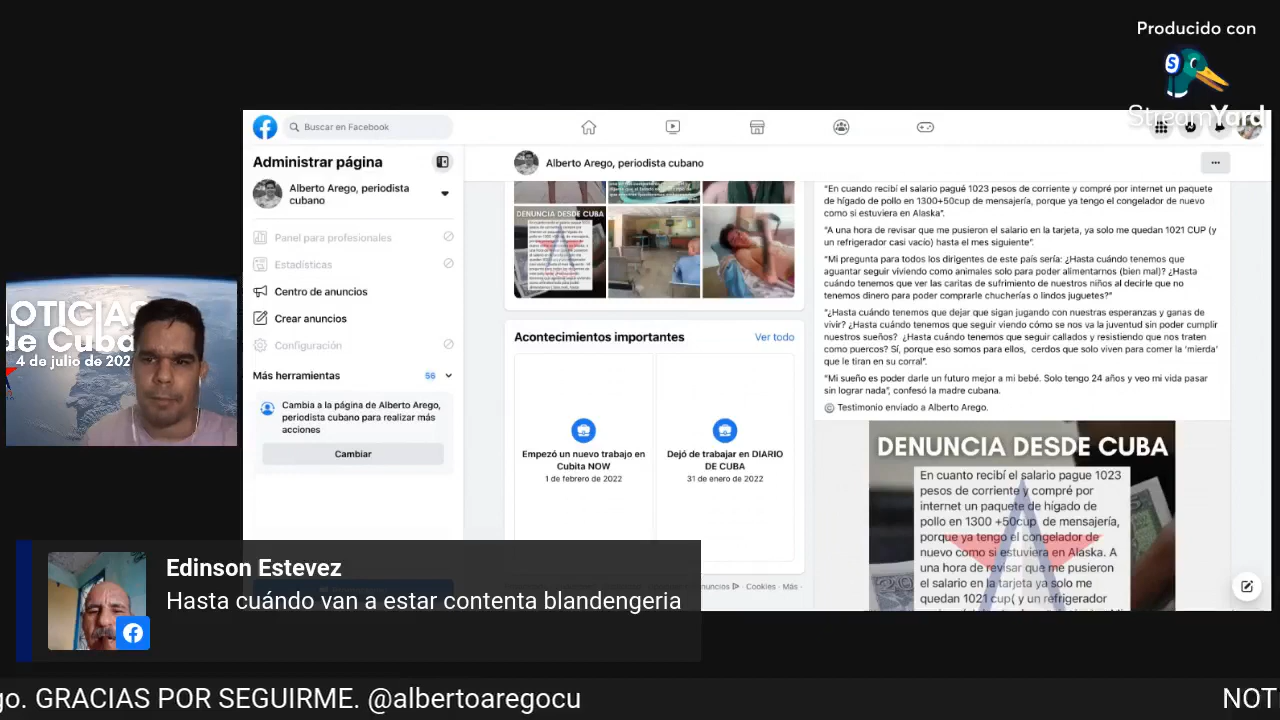 Producido con
StreamYard
Buscar en Facebook
Administrar página
Alberto Arego, periodista
cubano
Panel para profesionales
Estadísticas
Centro de anuncios
Crear anuncios
Configuración
Más herramientas
56
Cambia a la página de Alberto Arego,
periodista cubano para realizar más
acciones
Cambiar
Alberto Arego, periodista cubano
DENUNCIA DESDE CUBA
Acontecimientos importantes
Ver todo
Empezó un nuevo trabajo en
Cubita NOW
1 de febrero de 2022
Dejó de trabajar en DIARIO
DE CUBA
31 de enero de 2022
nuncios
· Cookies · Más ·
"En cuando recibí el salario pagué 1023 pesos de corriente y compré por internet un paquete
de hígado de pollo en 1300+50cup de mensajería, porque ya tengo el congelador de nuevo
como si estuviera en Alaska".
"A una hora de revisar que me pusieron el salario en la tarjeta, ya solo me quedan 1021 CUP (y
un refrigerador casi vacío) hasta el mes siguiente".
"Mi pregunta para todos los dirigentes de este país sería: ¿Hasta cuándo tenemos que
aguantar seguir viviendo como animales solo para poder alimentarnos (bien mal)? ¿Hasta
cuándo tenemos que ver las caritas de sufrimiento de nuestros niños al decirle que no
tenemos dinero para poder comprarle chucherías o lindos juguetes?"
"¿Hasta cuándo tenemos que dejar que sigan jugando con nuestras esperanzas y ganas de
vivir? ¿Hasta cuándo tenemos que seguir viendo cómo se nos va la juventud sin poder cumplir
nuestros sueños? ¿Hasta cuándo tenemos que seguir callados y resistiendo que nos traten
como puercos? Sí, porque eso somos para ellos, cerdos que solo viven para comer la 'mierda'
que le tiran en su corral".
"Mi sueño es poder darle un futuro mejor a mi bebé. Solo tengo 24 años y veo mi vida pasar
sin lograr nada", confesó la madre cubana.
© Testimonio enviado a Alberto Arego.
DENUNCIA DESDE CUBA
En cuanto recibí el salario pague 1023
pesos de corriente y compré por
internet un paquete de hígado de
pollo en 1300 +50cup de mensajería,
porque ya tengo el congelador de
nuevo como si estuviera en Alaska. A
una hora de revisar que me pusieron
el salario en la tarjeta ya solo me
quedan 1021 cup( y un refrigerador
OTICIAS
de Cuba
4 de julio de 202
Edinson Estevez
Hasta cuándo van a estar contenta blandengeria
go. GRACIAS POR SEGUIRME. @albertoaregocu
NOT